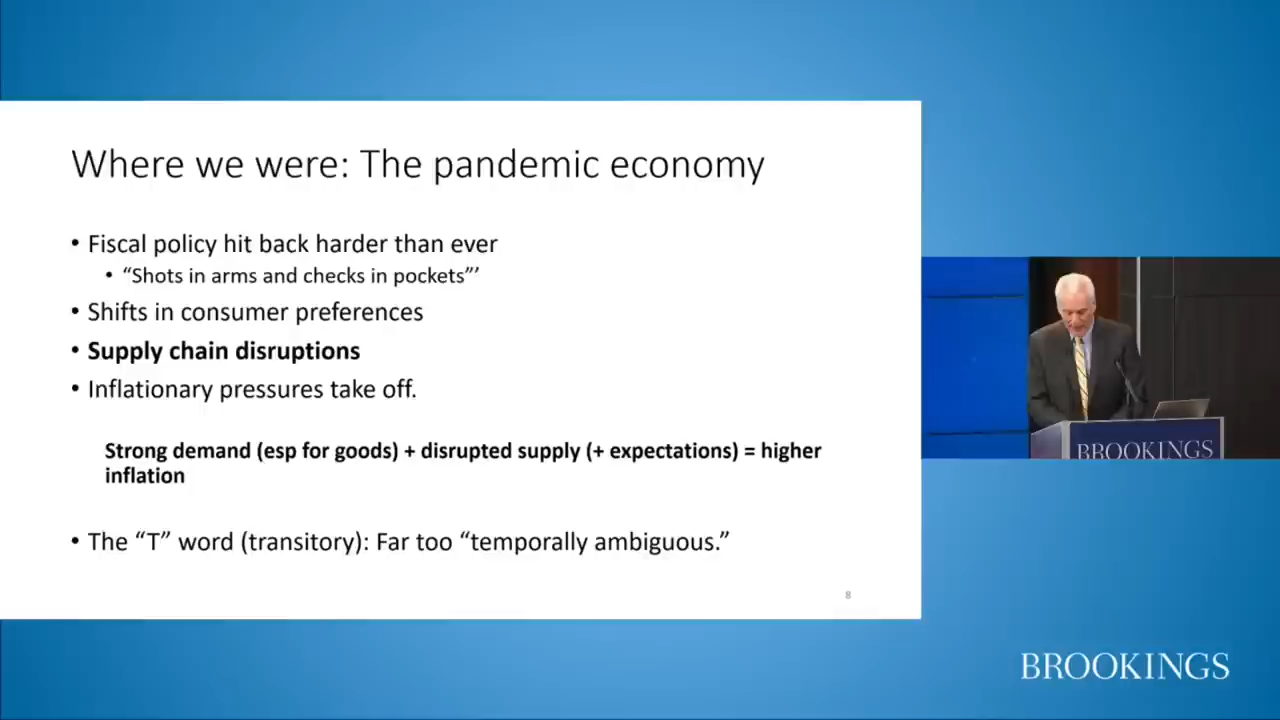 Where we were: The pandemic economy
• Fiscal policy hit back harder than ever
• “Shots in arms and checks in pockets”’
• Shifts in consumer preferences
• Supply chain disruptions
• Inflationary pressures take off.
Strong demand (esp for goods) + disrupted supply (+ expectations) = higher
inflation
• The “T” word (transitory): Far too “temporally ambiguous.”
8
BROOKINGS
BROOKINGS